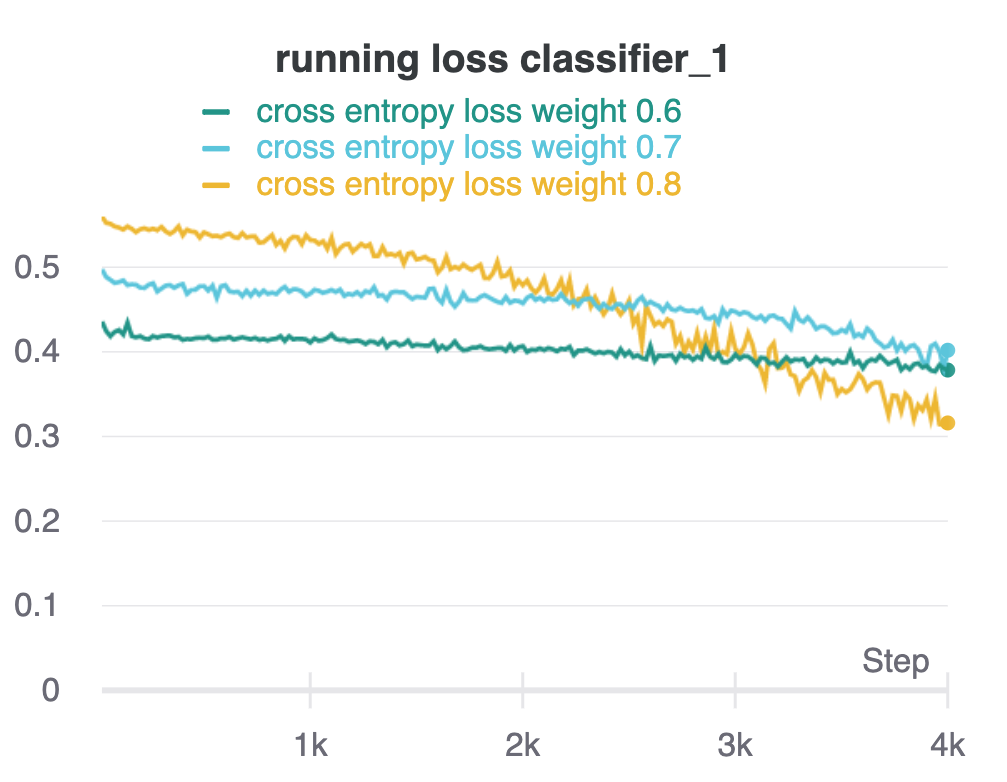 running loss classifier_1
cross entropy loss weight 0.6
cross entropy loss weight 0.7
cross entropy loss weight 0.8
0.5
0.4
0.3
0.2
0.1
Step
0
1k 2k 3k 4k